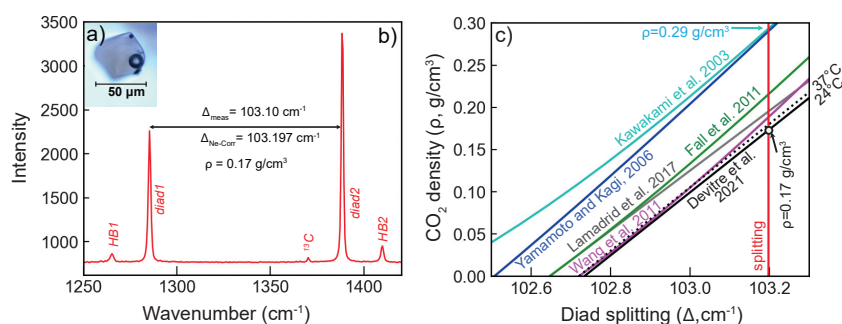 a)
50 µm
b)
3500
3000
2500
2000
1500
1000
Intensity
Δmeas= 103.10 cm-1
ΔNe-Corr= 103.197 cm-1
ρ = 0.17 g/cm3
HB1
diad1
13C
diad2
HB2
1250
1300
1350
1400
Wavenumber (cm-1)
c)
0.30
0.25
0.20
0.15
0.10
0.05
0.00
CO2 density (ρ, g/cm3)
ρ=0.29 g/cm3
Kawakami et al. 2003
Yamamoto and Kagi, 2006
Lamadrid et al. 2017
Fall et al. 2011
Wang et al. 2011
Devitre et al.
2021
37°C
24°C
ρ=0.17 g/cm3
splitting
102.6
102.8
103.0
103.2
Diad splitting (Δ,cm-1)